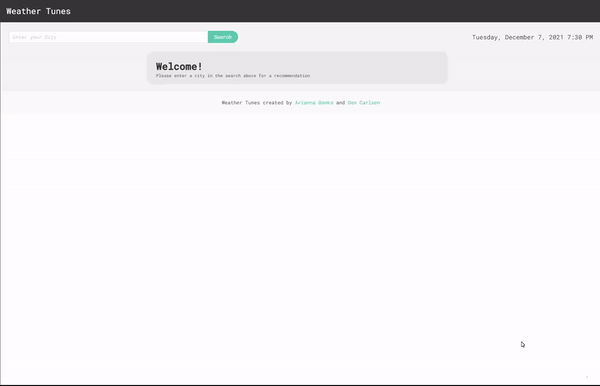 Weather Tunes
Enter your City
Search
Tuesday, December 7, 2021 7:30 PM
Welcome!
Please enter a city in the search above for a recommendation
Weather Tunes created by Arianna Banks and Dax Carlsen